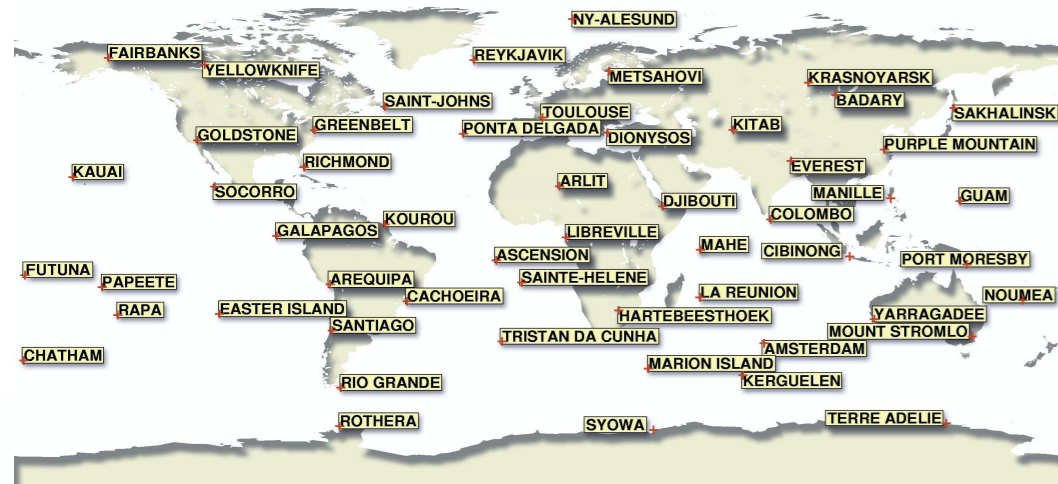 NY-ALESUND
FAIRBANKS
REYKJAVIK
YELLOWKNIFE
METSAHOVI
KRASNOYARSK
SAINT-JOHNS
BADARY
TOULOUSE
SAKHALINSK
GREENBELT
KITAB
PONTA DELGADA
GOLDSTONE
DIONYSOS
PURPLE MOUNTAIN
RICHMOND
EVEREST
KAUAI
ARLIT
SOCORRO
MANILLE
GUAM
DJIBOUTI
COLOMBO
KOUROU
GALAPAGOS
LIBREVILLE
MAHE
CIBINONG
ASCENSION
PORT MORESBY
FUTUNA
SAINTE-HELENE
AREQUIPA
PAPEETE
LA REUNION
NOUMEA
CACHOEIRA
RAPA
EASTER ISLAND
HARTEBEESTHOEK
YARRAGADEE
SANTIAGO
MOUNT STROMLO
TRISTAN DA CUNHA
AMSTERDAM
CHATHAM
MARION ISLAND
RIO GRANDE
KERGUELEN
ROTHERA
SYOWA
TERRE ADELIE